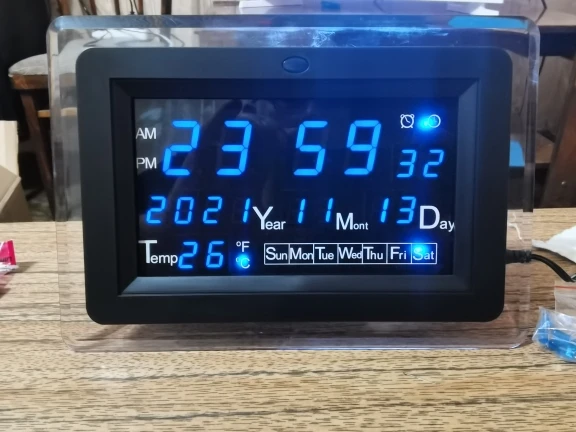 AM
23 59
PM
32
2021 Year 11 Mont 13 Day
Temp 26 °F
°C
Sun Mon Tue Wed Thu Fri Sat